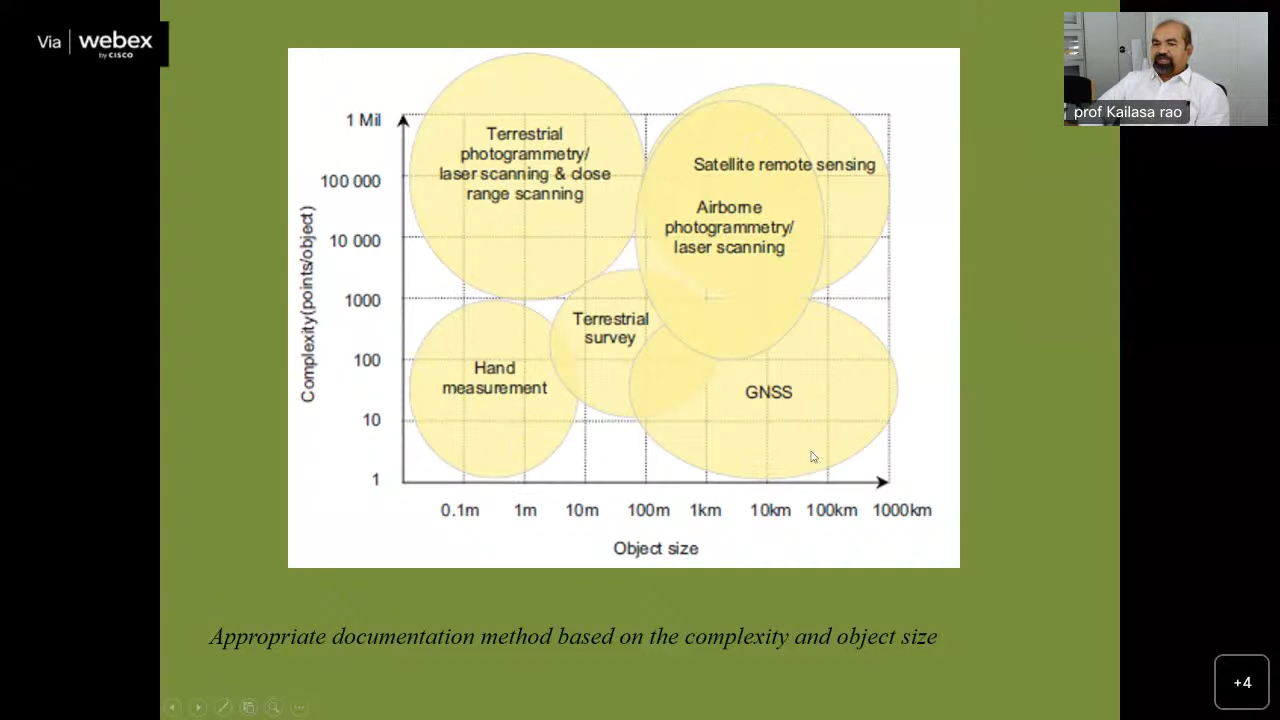 Via webex
by CISCO
prof Kailasa rao
Terrestrial
photogrammetry/
laser scanning & close
range scanning
Satellite remote sensing
Airborne
photogrammetry/
laser scanning
Terrestrial
survey
Hand
measurement
GNSS
Complexity(points/object)
1 Mil
100 000
10 000
1000
100
10
1
0.1m 1m 10m 100m 1km 10km 100km 1000km
Object size
Appropriate documentation method based on the complexity and object size
+4